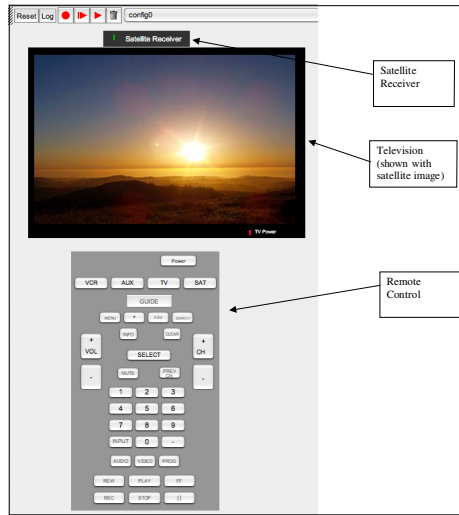 Reset Log config0
Satellite Receiver
Satellite
Receiver
Television
(shown with
satellite image)
TV Power
Remote
Control
Power
VCR AUX TV SAT
GUIDE
MENU * FAV SEARCH
INFO CLEAR
+ +
VOL SELECT CH
- MUTE PREV CH -
1 2 3
4 5 6
7 8 9
INPUT 0 -
AUDIO VIDEO PROG
REW PLAY FF
REC STOP ||